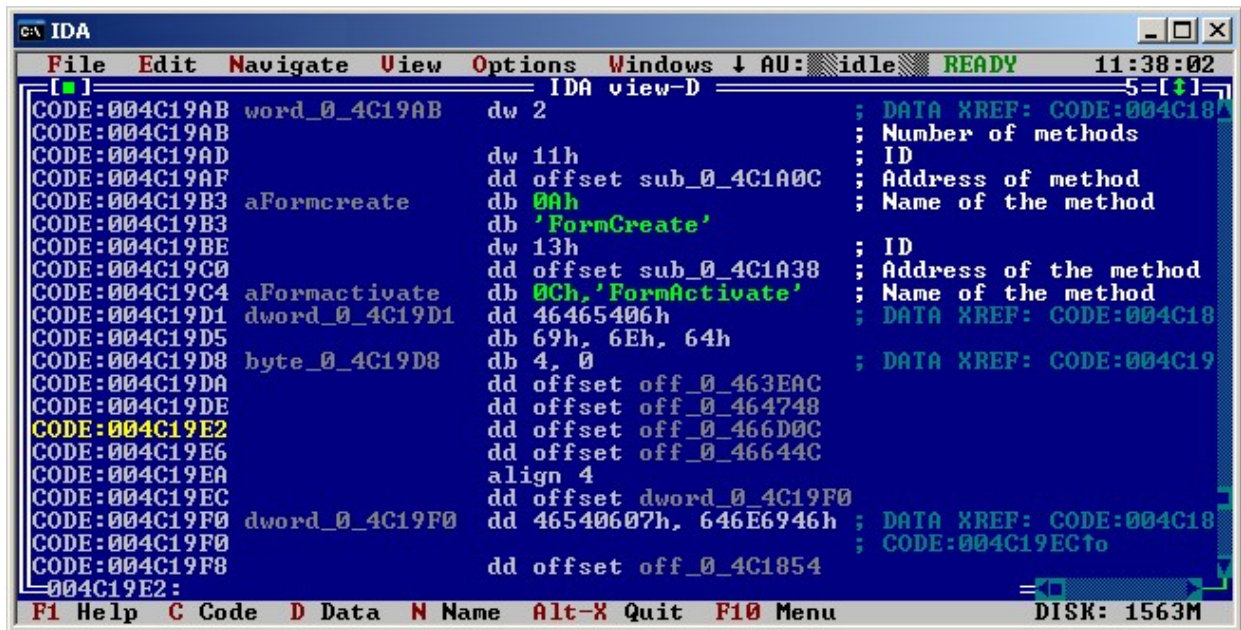 IDA
File Edit Navigate View Options Windows ↓ AU: idle READY 11:38:02
[■] IDA view-D 5=[↕]
CODE:004C19AB word_0_4C19AB dw 2 ; DATA XREF: CODE:004C18
CODE:004C19AB ; Number of methods
CODE:004C19AD dw 11h ; ID
CODE:004C19AF dd offset sub_0_4C1A0C ; Address of method
CODE:004C19B3 aFormcreate db 0Ah ; Name of the method
CODE:004C19B3 db 'FormCreate'
CODE:004C19BE dw 13h ; ID
CODE:004C19C0 dd offset sub_0_4C1A38 ; Address of the method
CODE:004C19C4 aFormactivate db 0Ch,'FormActivate' ; Name of the method
CODE:004C19D1 dword_0_4C19D1 dd 46465406h ; DATA XREF: CODE:004C18
CODE:004C19D5 db 69h, 6Eh, 64h
CODE:004C19D8 byte_0_4C19D8 db 4, 0 ; DATA XREF: CODE:004C19
CODE:004C19DA dd offset off_0_463EAC
CODE:004C19DE dd offset off_0_464748
CODE:004C19E2 dd offset off_0_466D0C
CODE:004C19E6 dd offset off_0_46644C
CODE:004C19EA align 4
CODE:004C19EC dd offset dword_0_4C19F0
CODE:004C19F0 dword_0_4C19F0 dd 46540607h, 646E6946h ; DATA XREF: CODE:004C18
CODE:004C19F0 ; CODE:004C19EC↑o
CODE:004C19F8 dd offset off_0_4C1854
004C19E2:
F1 Help C Code D Data N Name Alt-X Quit F10 Menu DISK: 1563M